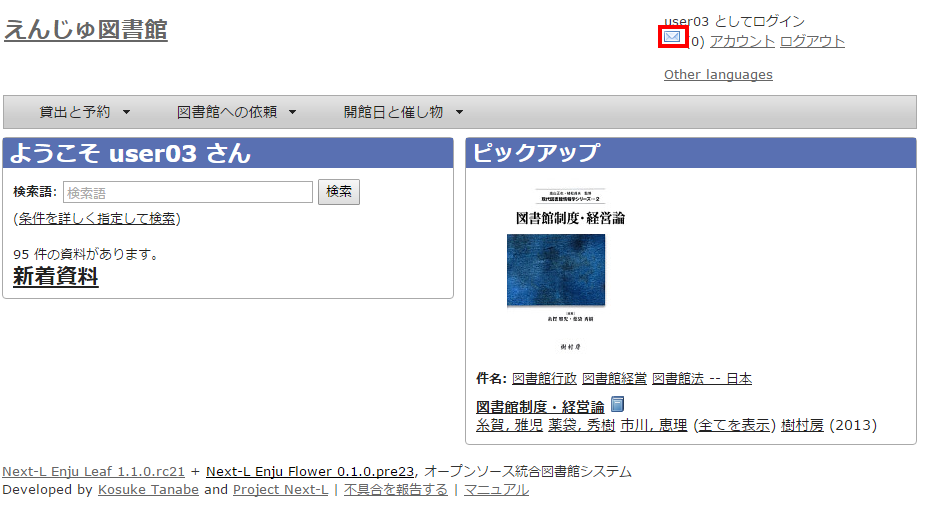 えんじゅ図書館
user03 としてログイン
0) アカウント ログアウト
Other languages
貸出と予約 図書館への依頼 開館日と催し物
ようこそ user03 さん
検索語: 検索語 検索
(条件を詳しく指定して検索)
95 件の資料があります。
新着資料
ピックアップ
現代図書館情報学シリーズ…2
図書館制度・経営論
糸賀 雅児・薬袋 秀樹
樹村房
件名: 図書館行政 図書館経営 図書館法 -- 日本
図書館制度・経営論
糸賀, 雅児 薬袋, 秀樹 市川, 恵理 (全てを表示) 樹村房 (2013)
Next-L Enju Leaf 1.1.0.rc21 + Next-L Enju Flower 0.1.0.pre23, オープンソース統合図書館システム
Developed by Kosuke Tanabe and Project Next-L | 不具合を報告する | マニュアル